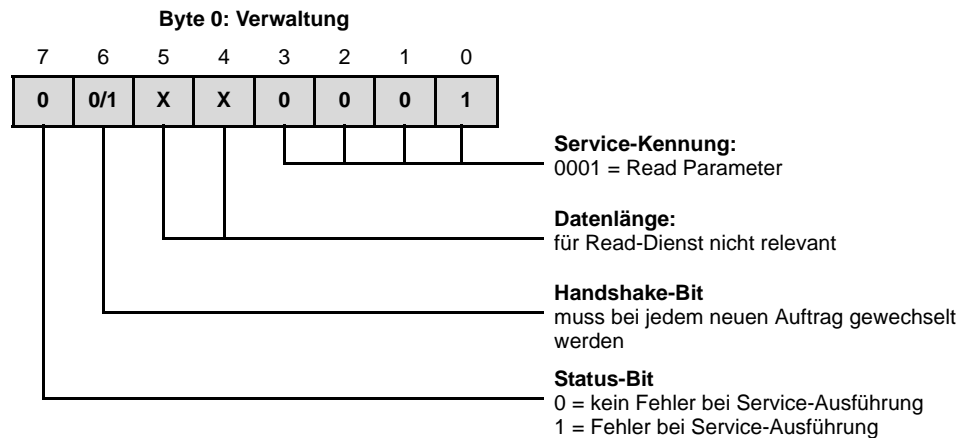 Byte 0: Verwaltung
7 6 5 4 3 2 1 0
0 0/1 X X 0 0 0 1
Service-Kennung:
0001 = Read Parameter
Datenlänge:
für Read-Dienst nicht relevant
Handshake-Bit
muss bei jedem neuen Auftrag gewechselt
werden
Status-Bit
0 = kein Fehler bei Service-Ausführung
1 = Fehler bei Service-Ausführung